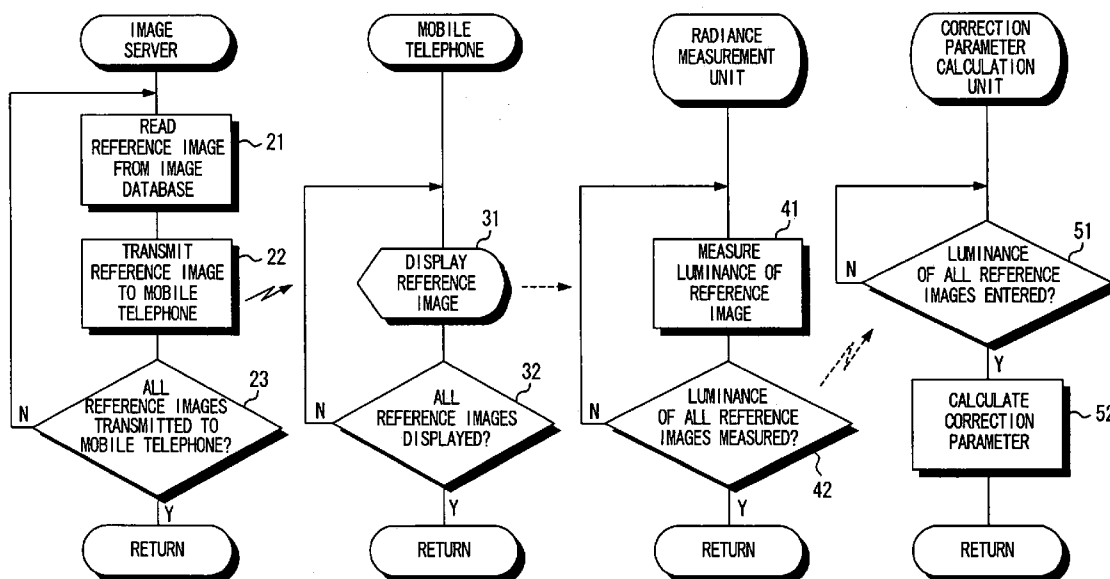 IMAGE
SERVER
READ
REFERENCE IMAGE
FROM IMAGE
DATABASE
21
TRANSMIT
REFERENCE IMAGE
TO MOBILE
TELEPHONE
22
ALL
REFERENCE IMAGES
TRANSMITTED TO
MOBILE TELEPHONE?
23
N
Y
RETURN
MOBILE
TELEPHONE
31
DISPLAY
REFERENCE
IMAGE
32
ALL
REFERENCE IMAGES
DISPLAYED?
N
Y
RETURN
RADIANCE
MEASUREMENT
UNIT
41
MEASURE
LUMINANCE OF
REFERENCE
IMAGE
LUMINANCE
OF ALL REFERENCE
IMAGES MEASURED?
42
N
Y
RETURN
CORRECTION
PARAMETER
CALCULATION
UNIT
51
LUMINANCE
OF ALL REFERENCE
IMAGES ENTERED?
N
Y
CALCULATE
CORRECTION
PARAMETER
52
RETURN